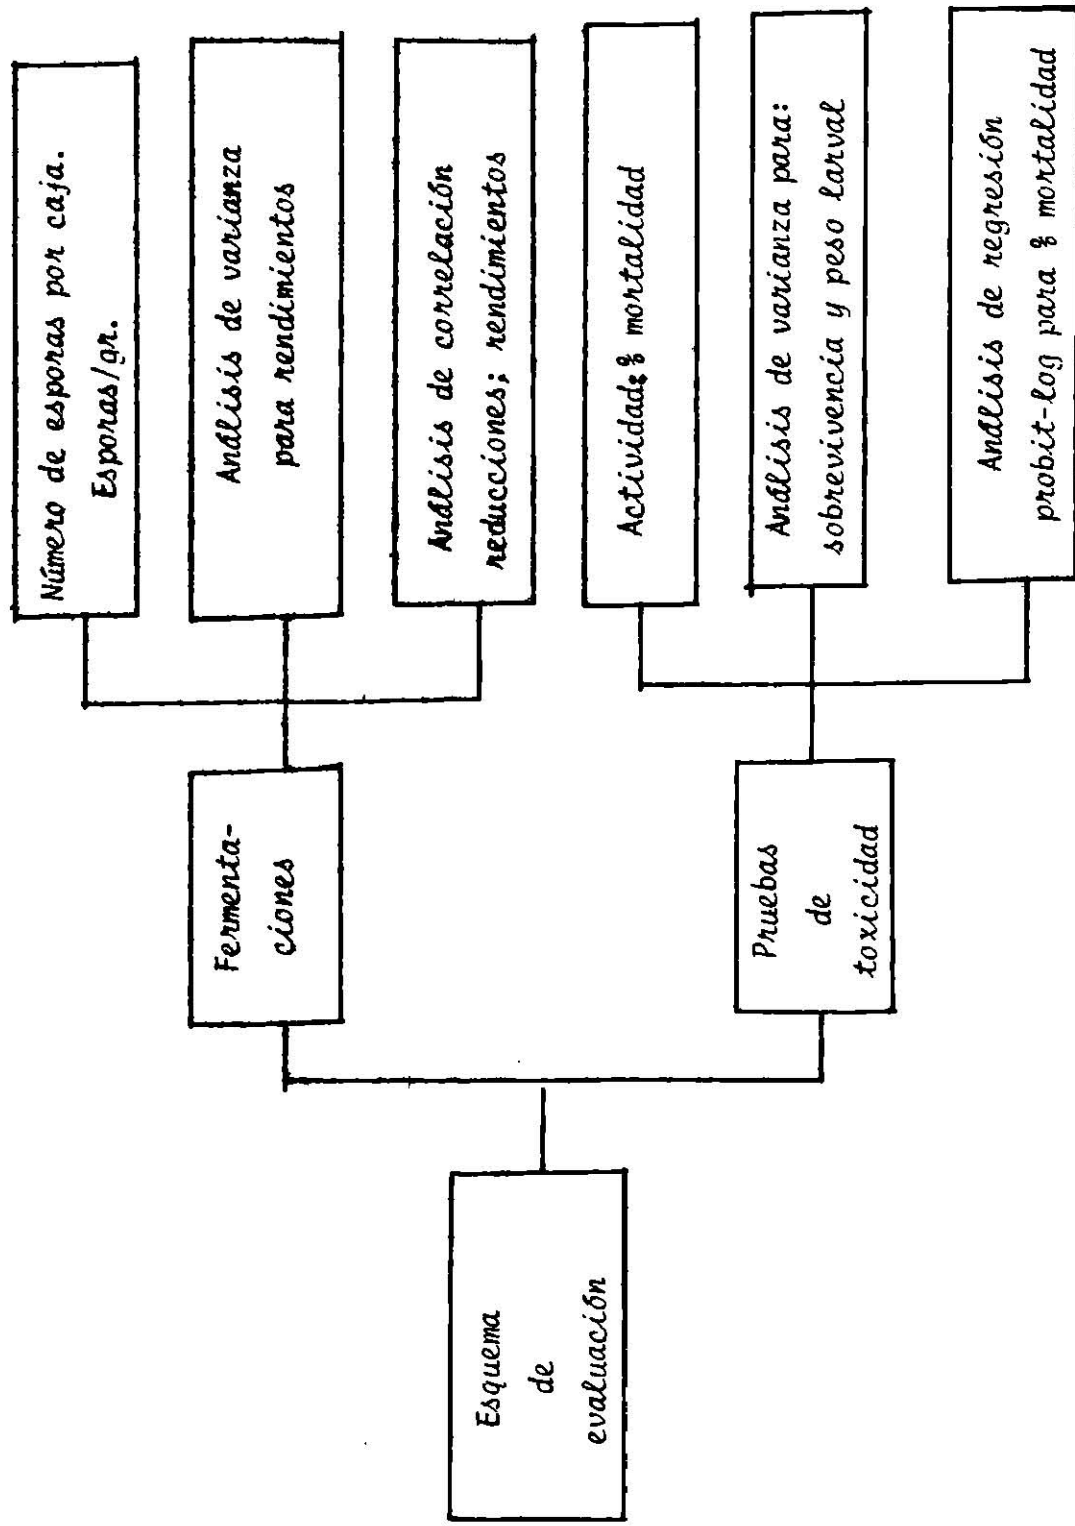 Esquema
de
evaluación
Fermenta-
ciones
Número de esporas por caja.
Esporas/gr.
Análisis de varianza
para rendimientos
Análisis de correlación
reducciones; rendimientos
Pruebas
de
toxicidad
Actividad:% mortalidad
Análisis de varianza para:
sobrevivencia y peso larval
Análisis de regresión
probit-log para % mortalidad